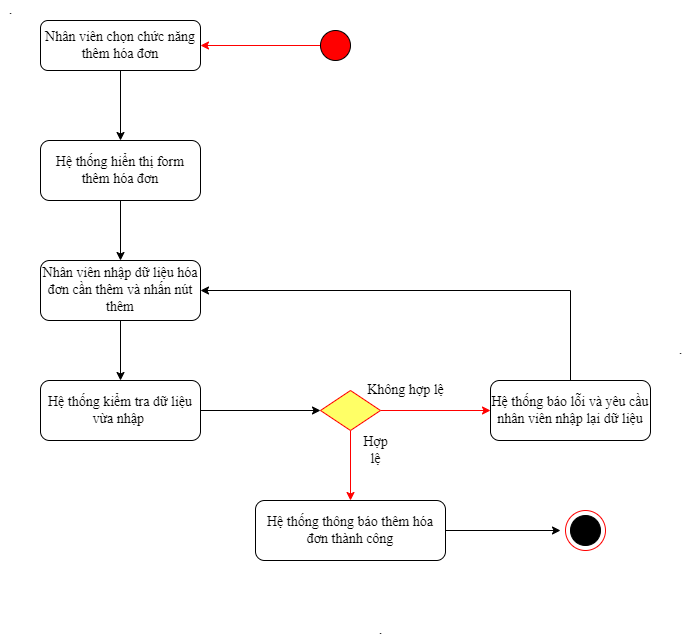 Nhân viên chọn chức năng
thêm hóa đơn
Hệ thống hiển thị form
thêm hóa đơn
Nhân viên nhập dữ liệu hóa
đơn cần thêm và nhấn nút
thêm
Hệ thống kiểm tra dữ liệu
vừa nhập
Không hợp lệ
Hệ thống báo lỗi và yêu cầu
nhân viên nhập lại dữ liệu
Hợp
lệ
Hệ thống thông báo thêm hóa
đơn thành công